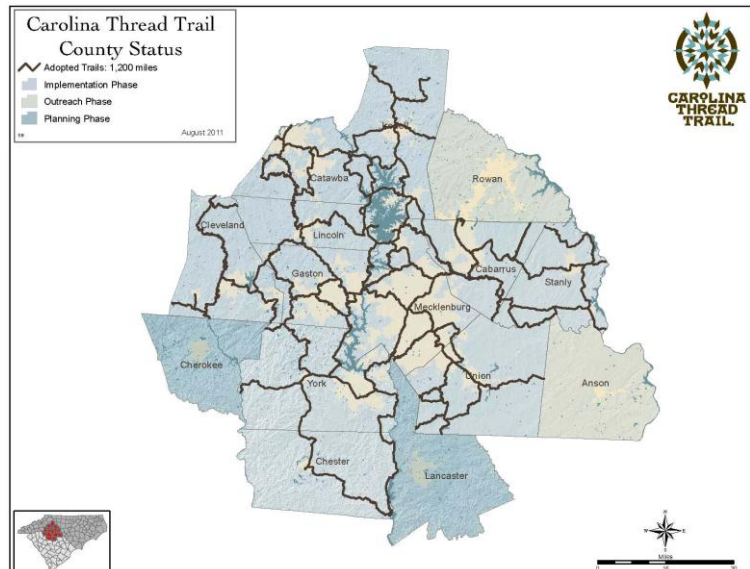 Carolina Thread Trail
County Status
Adopted Trails: 1,200 miles
Implementation Phase
Outreach Phase
Planning Phase
August 2011
CAROLINA
THREAD
TRAIL.
Rowan
Catawba
Cleveland
Lincoln
Gaston
Cabarrus
Stanly
Mecklenburg
Cherokee
York
Union
Anson
Chester
Lancaster
N
W
E
S
Miles